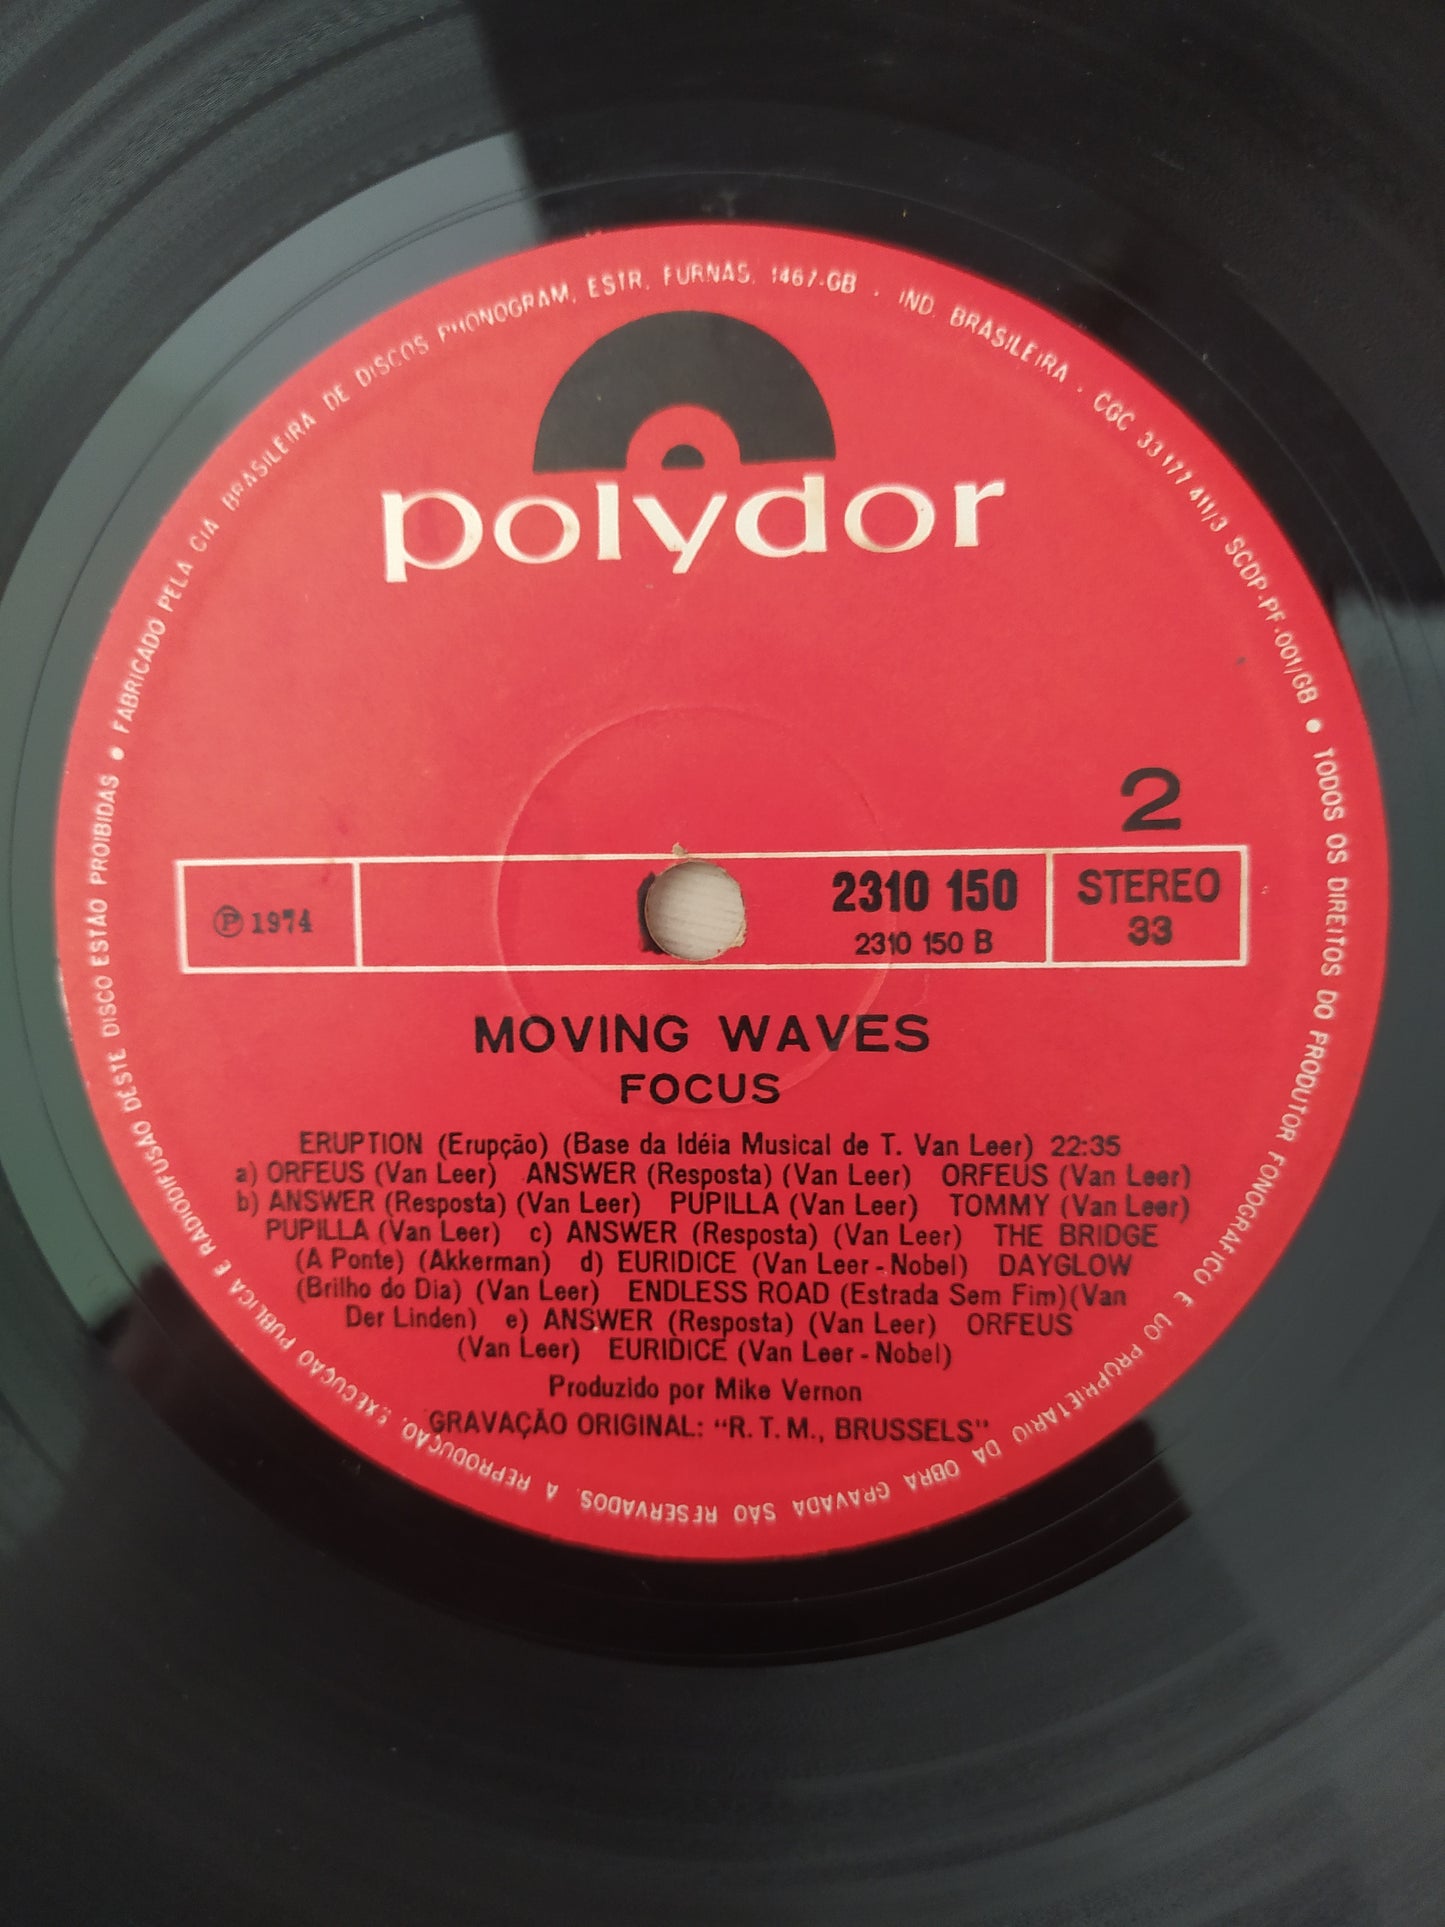 FABRICADO PELA CIA BRASILEIRA DE DISCOS PHONOGRAM, ESTR. FURNAS, 1467-GB . IND. BRASILEIRA . CGC 33 177 411/3 SCDP-PF-001/GB ●
TODOS OS DIREITOS DO PRODUTOR FONOGRAFICO E DO PROPRIETARIO DA OBRA GRAVADA SÃO RESERVADOS. A REPRODUÇÃO, EXECUÇÃO PUBLICA E RADIODIFUSÃO DESTE DISCO ESTÃO PROIBIDAS ●
polydor
2
℗ 1974
2310 150
2310 150 B
STEREO
33
MOVING WAVES
FOCUS
ERUPTION (Erupção) (Base da Idéia Musical de T. Van Leer) 22:35
a) ORFEUS (Van Leer) ANSWER (Resposta) (Van Leer) ORFEUS (Van Leer)
b) ANSWER (Resposta) (Van Leer) PUPILLA (Van Leer) TOMMY (Van Leer)
PUPILLA (Van Leer) c) ANSWER (Resposta) (Van Leer) THE BRIDGE
(A Ponte) (Akkerman) d) EURIDICE (Van Leer - Nobel) DAYGLOW
(Brilho do Dia) (Van Leer) ENDLESS ROAD (Estrada Sem Fim)(Van
Der Linden) e) ANSWER (Resposta) (Van Leer) ORFEUS
(Van Leer) EURIDICE (Van Leer - Nobel)
Produzido por Mike Vernon
GRAVAÇÃO ORIGINAL: "R. T. M., BRUSSELS"